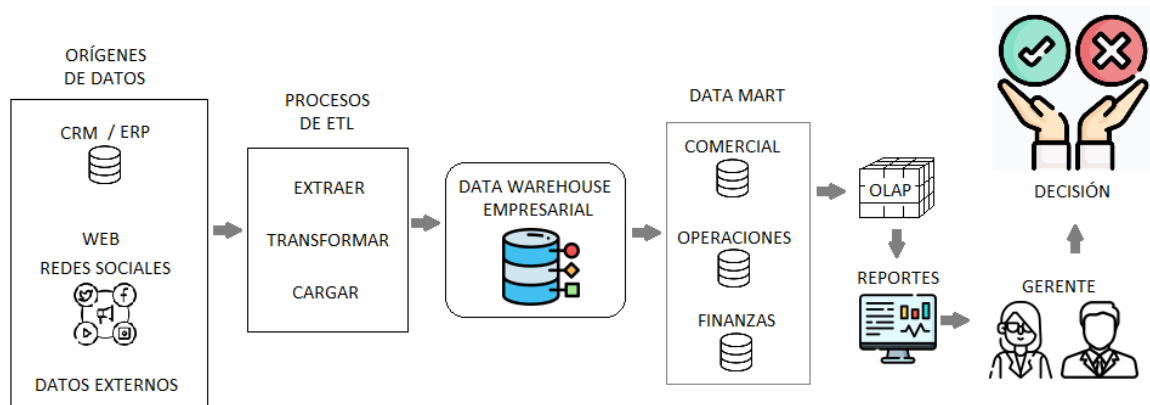 ORÍGENES
DE DATOS
CRM / ERP
WEB
REDES SOCIALES
DATOS EXTERNOS
PROCESOS
DE ETL
EXTRAER
TRANSFORMAR
CARGAR
DATA WAREHOUSE
EMPRESARIAL
DATA MART
COMERCIAL
OPERACIONES
FINANZAS
OLAP
REPORTES
GERENTE
DECISIÓN